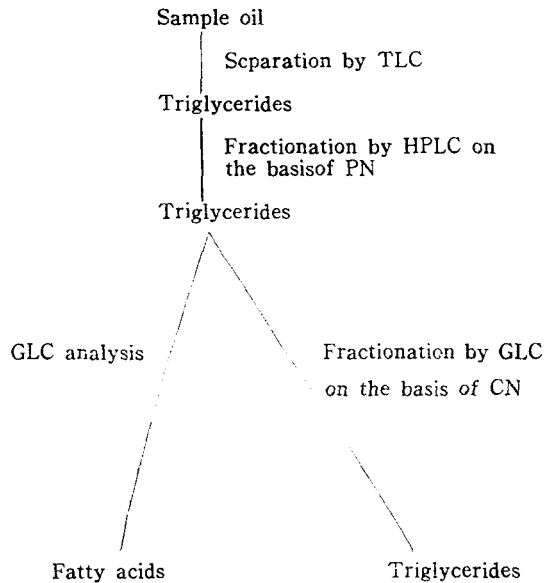 Sample oil
Scparation by TLC
Triglycerides
Fractionation by HPLC on
the basisof PN
Triglycerides
GLC analysis
Fractionation by GLC
on the basis of CN
Fatty acids
Triglycerides